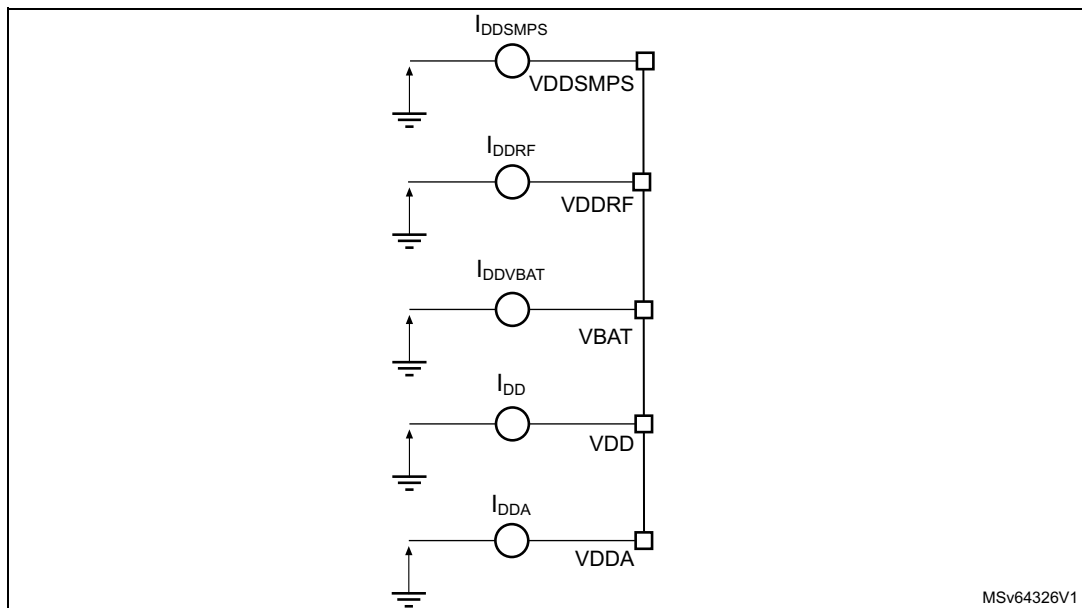 IDDSMPS
VDDSMPS
IDDRF
VDDRF
IDDVBAT
VBAT
IDD
VDD
IDDA
VDDA
MSv64326V1